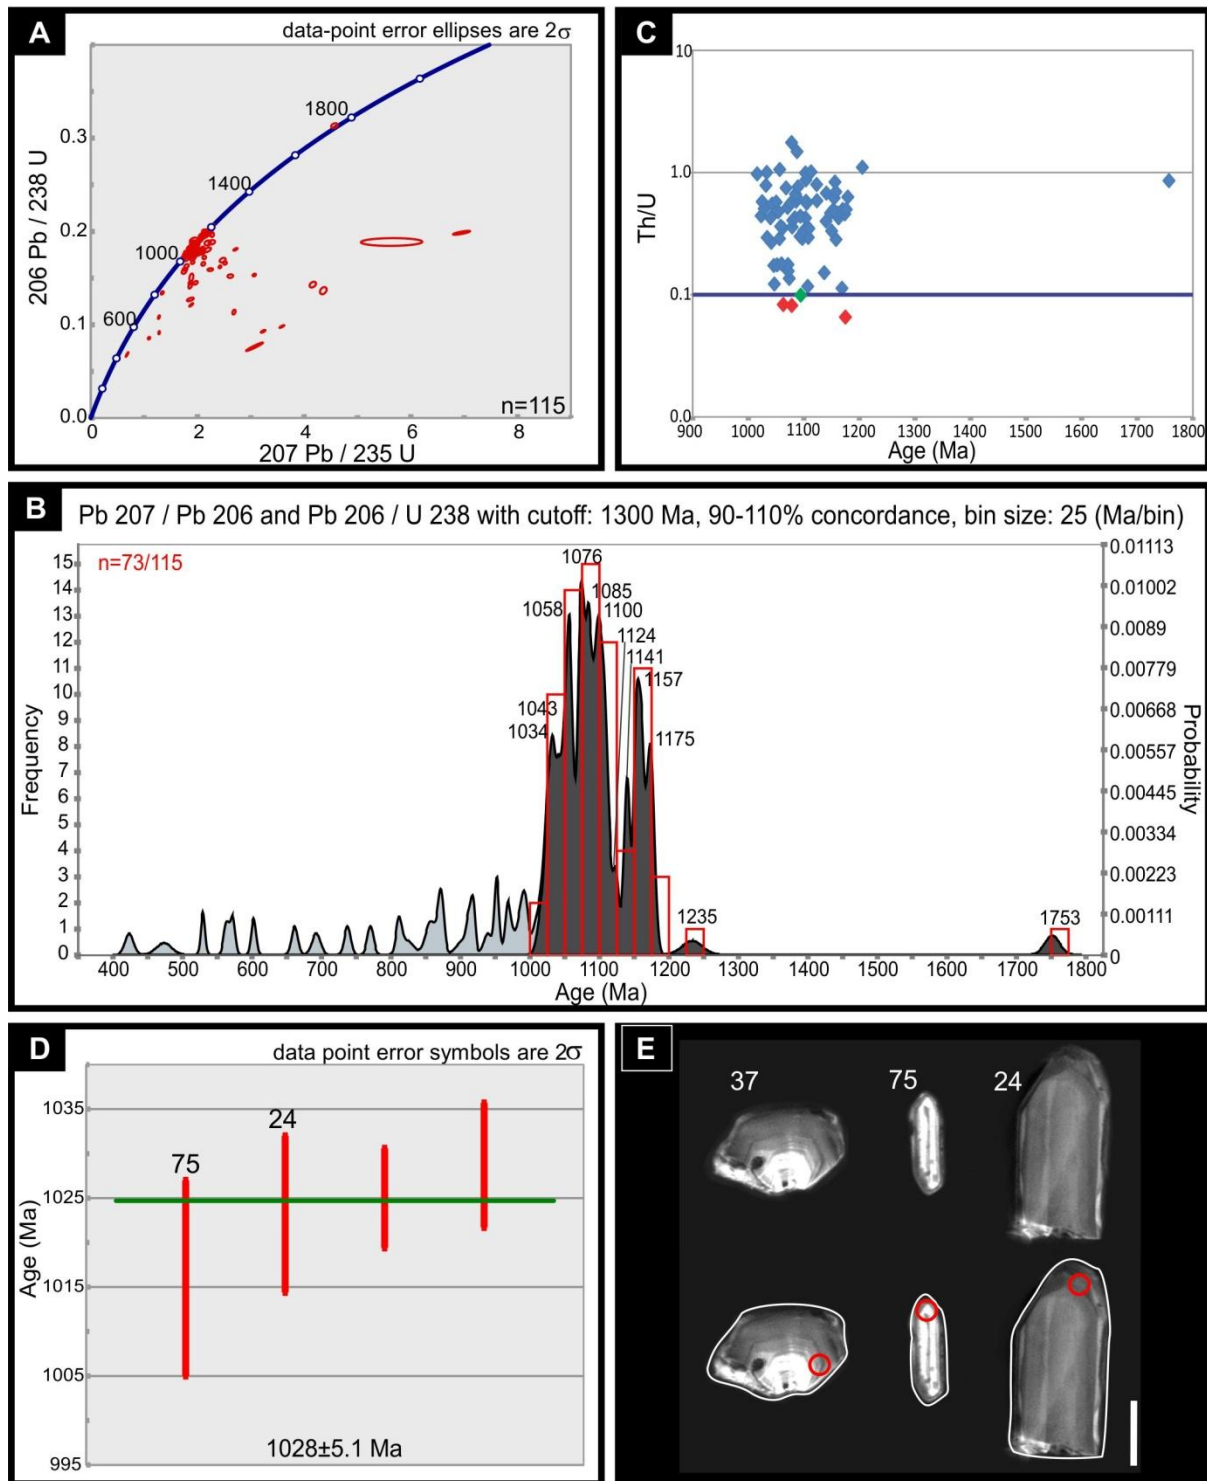 A
data-point error ellipses are 2σ
206 Pb / 238 U
0.3
0.2
0.1
0.0
1800
1400
1000
600
n=115
0 2 4 6 8
207 Pb / 235 U
C
Th/U
10
1.0
0.1
0.0
900 1000 1100 1200 1300 1400 1500 1600 1700 1800
Age (Ma)
B
Pb 207 / Pb 206 and Pb 206 / U 238 with cutoff: 1300 Ma, 90-110% concordance, bin size: 25 (Ma/bin)
n=73/115
Frequency
15
14
13
12
11
10
9
8
7
6
5
4
3
2
1
0
1076
1085
1058
1100
1124
1141
1157
1043
1034
1175
1235
1753
0.01113
0.01002
0.0089
0.00779
0.00668
0.00557
0.00445
0.00334
0.00223
0.00111
0
Probability
400 500 600 700 800 900 1000 1100 1200 1300 1400 1500 1600 1700 1800
Age (Ma)
D
data point error symbols are 2σ
Age (Ma)
1035
1025
1015
1005
995
75
24
1028±5.1 Ma
E
37 75 24